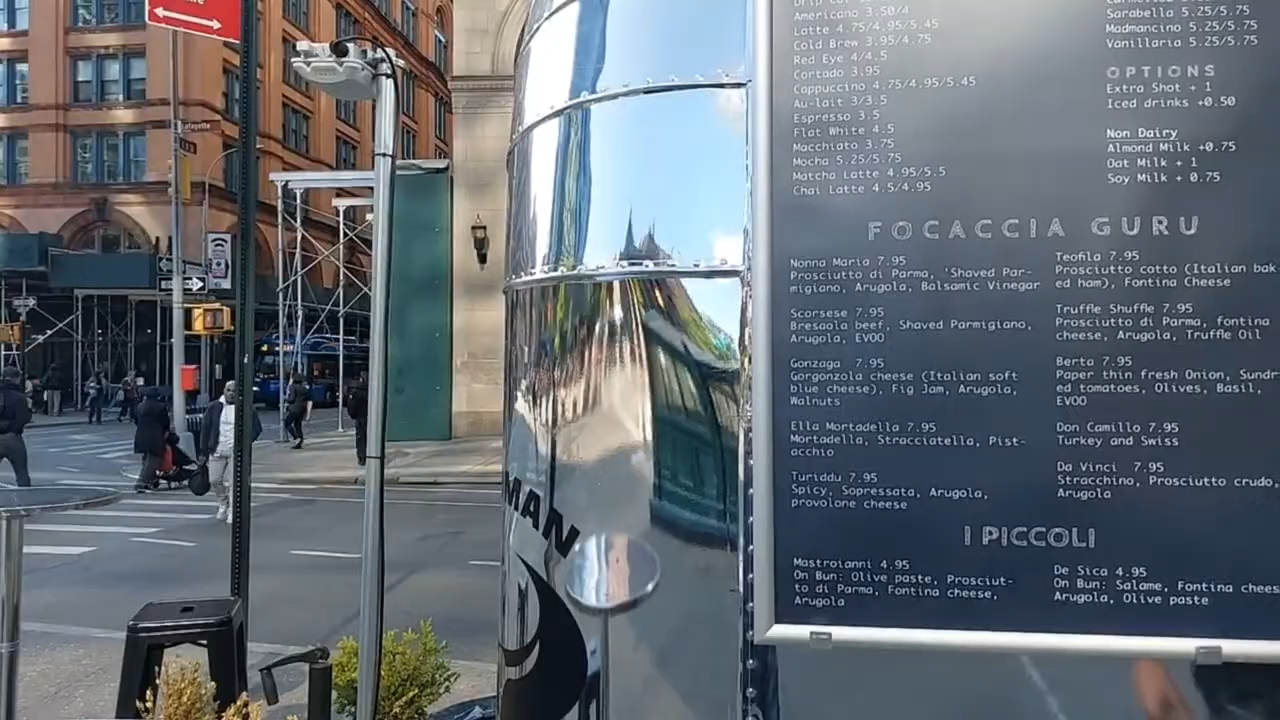 Lafayette
MAN
Americano 3.50/4
Latte 4.75/4.95/5.45
Cold Brew 3.95/4.75
Red Eye 4/4.5
Cortado 3.95
Cappuccino 4.75/4.95/5.45
Au-lait 3/3.5
Espresso 3.5
Flat White 4.5
Macchiato 3.75
Mocha 5.25/5.75
Matcha Latte 4.95/5.5
Chai Latte 4.5/4.95
Sarabella 5.25/5.75
Madmancino 5.25/5.75
Vanillaria 5.25/5.75
OPTIONS
Extra Shot + 1
Iced drinks +0.50
Non Dairy
Almond Milk +0.75
Oat Milk + 1
Soy Milk + 0.75
FOCACCIA GURU
Nonna Maria 7.95
Prosciutto di Parma, 'Shaved Par-
migiano, Arugola, Balsamic Vinegar
Scorsese 7.95
Bresaola beef, Shaved Parmigiano,
Arugola, EVOO
Gonzaga 7.95
Gorgonzola cheese (Italian soft
blue cheese), Fig Jam, Arugola,
Walnuts
Ella Mortadella 7.95
Mortadella, Stracciatella, Pist-
acchio
Turiddu 7.95
Spicy, Sopressata, Arugola,
provolone cheese
Teofila 7.95
Prosciutto cotto (Italian bak
ed ham), Fontina Cheese
Truffle Shuffle 7.95
Prosciutto di Parma, fontina
cheese, Arugola, Truffle Oil
Berta 7.95
Paper thin fresh Onion, Sundr
ed tomatoes, Olives, Basil,
EVOO
Don Camillo 7.95
Turkey and Swiss
Da Vinci 7.95
Stracchino, Prosciutto crudo,
Arugola
I PICCOLI
Mastroianni 4.95
On Bun: Olive paste, Prosciut-
to di Parma, Fontina cheese,
Arugola
De Sica 4.95
On Bun: Salame, Fontina chees
Arugola, Olive paste